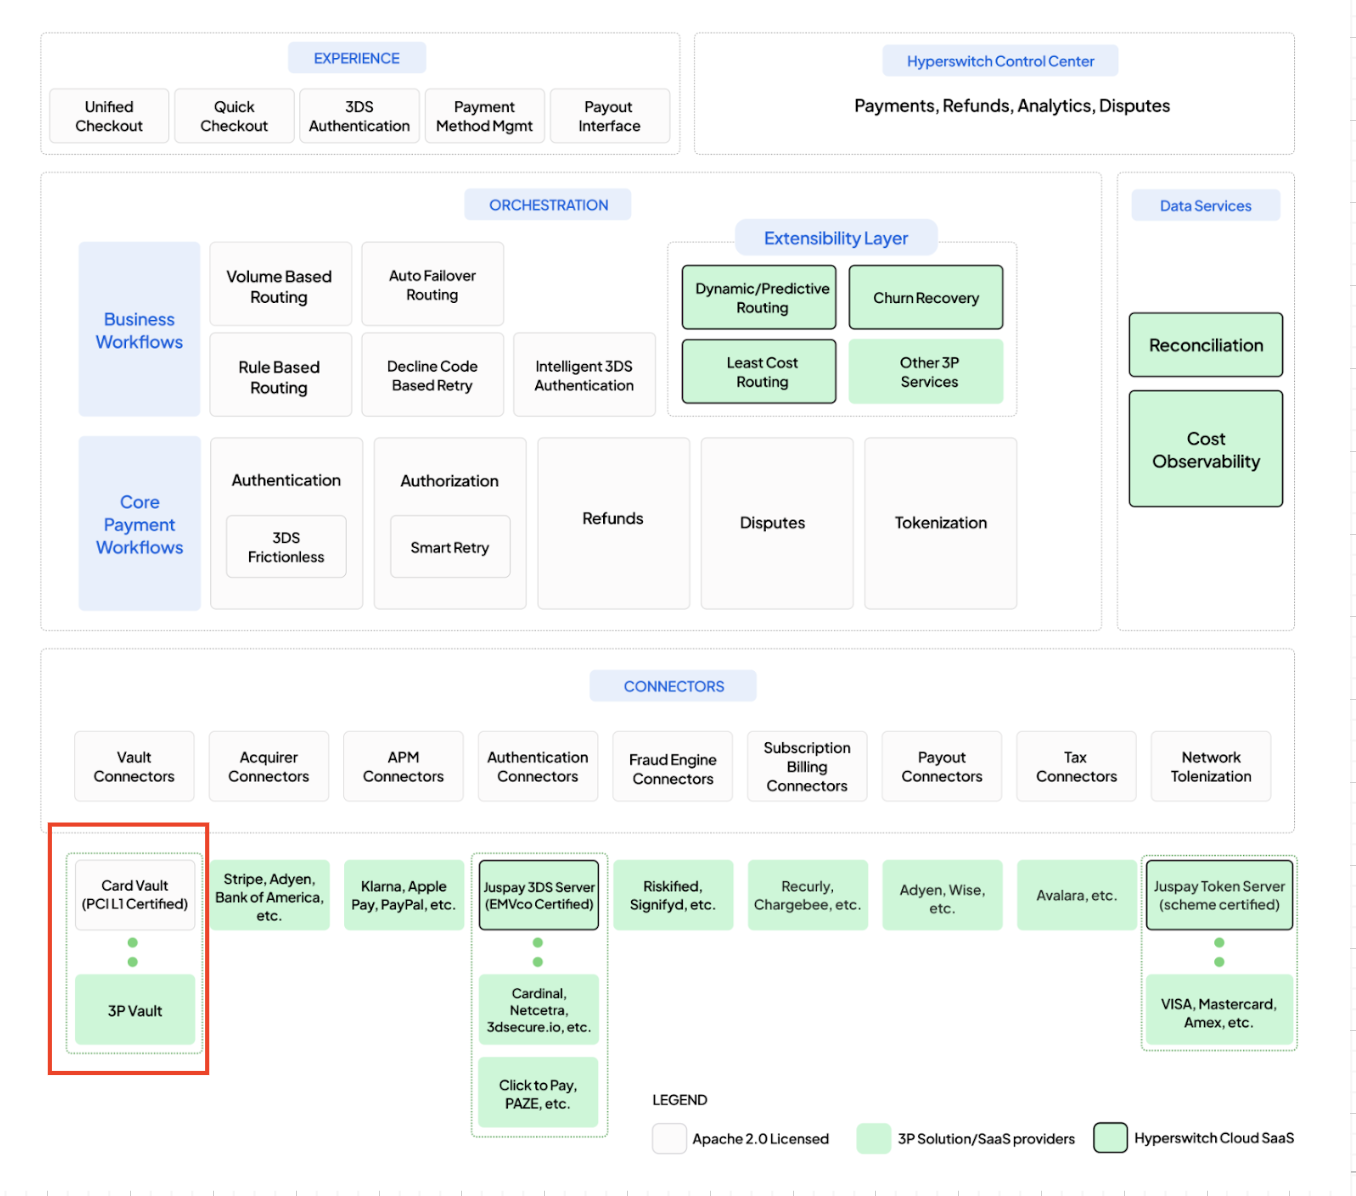 EXPERIENCE
Unified
Checkout
Quick
Checkout
3DS
Authentication
Payment
Method Mgmt
Payout
Interface
Hyperswitch Control Center
Payments, Refunds, Analytics, Disputes
ORCHESTRATION
Business
Workflows
Volume Based
Routing
Auto Failover
Routing
Rule Based
Routing
Decline Code
Based Retry
Intelligent 3DS
Authentication
Extensibility Layer
Dynamic/Predictive
Routing
Churn Recovery
Least Cost
Routing
Other 3P
Services
Core
Payment
Workflows
Authentication
3DS
Frictionless
Authorization
Smart Retry
Refunds
Disputes
Tokenization
Data Services
Reconciliation
Cost
Observability
CONNECTORS
Vault
Connectors
Acquirer
Connectors
APM
Connectors
Authentication
Connectors
Fraud Engine
Connectors
Subscription
Billing
Connectors
Payout
Connectors
Tax
Connectors
Network
Tolenization
Card Vault
(PCI L1 Certified)
3P Vault
Stripe, Adyen,
Bank of America,
etc.
Klarna, Apple
Pay, PayPal, etc.
Juspay 3DS Server
(EMVco Certified)
Cardinal,
Netcetra,
3dsecure.io, etc.
Click to Pay,
PAZE, etc.
Riskified,
Signifyd, etc.
Recurly,
Chargebee, etc.
Adyen, Wise,
etc.
Avalara, etc.
Juspay Token Server
(scheme certified)
VISA, Mastercard,
Amex, etc.
LEGEND
Apache 2.0 Licensed
3P Solution/SaaS providers
Hyperswitch Cloud SaaS